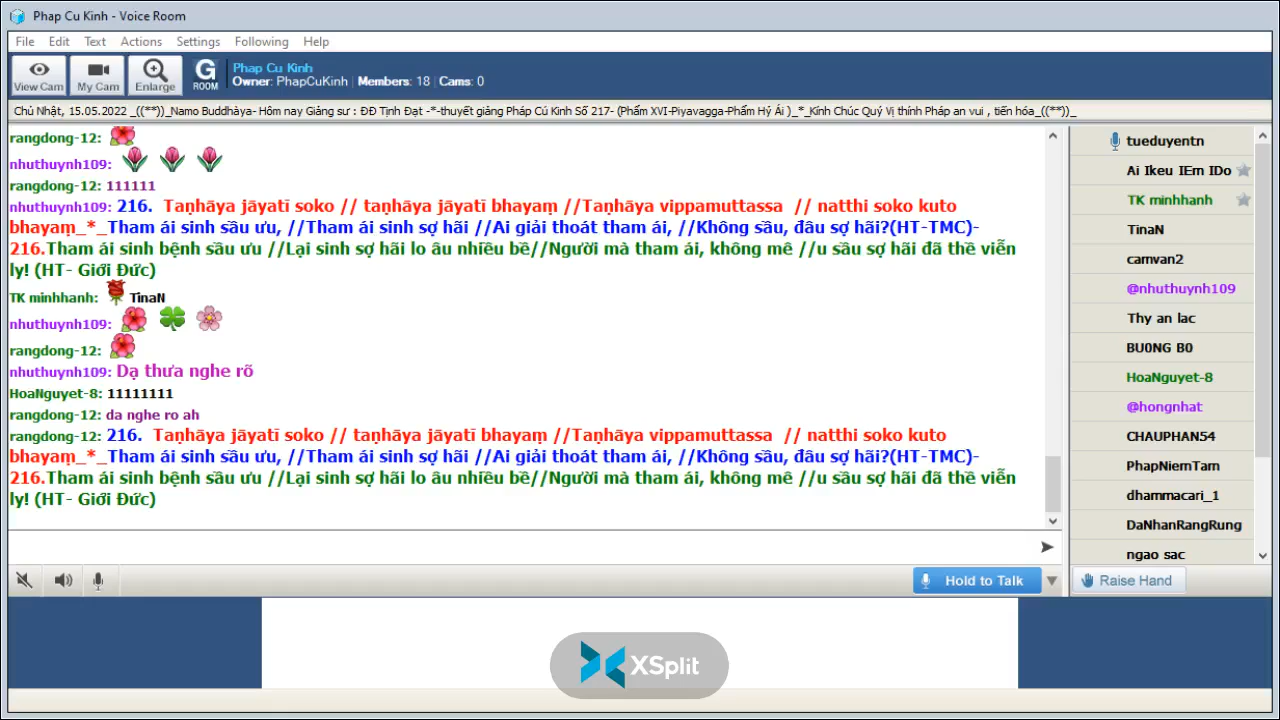 Phap Cu Kinh - Voice Room
File Edit Text Actions Settings Following Help
View Cam My Cam Enlarge G ROOM Phap Cu Kinh
Owner: PhapCuKinh | Members: 18 | Cams: 0
Chủ Nhật, 15.05.2022 _((**))_Namo Buddhàya- Hôm nay Giảng sư : ĐĐ Tịnh Đạt -*-thuyết giảng Pháp Cú Kinh Số 217- (Phẩm XVI-Piyavagga-Phẩm Hỷ Ái )_*_Kính Chúc Quý Vị thính Pháp an vui , tiến hóa_((**))_
rangdong-12:
nhuthuynh109:
rangdong-12: 111111
nhuthuynh109: 216. Taṇhāya jāyatī soko // taṇhāya jāyatī bhayaṃ //Taṇhāya vippamuttassa // natthi soko kuto
bhayaṃ_*_Tham ái sinh sầu ưu, //Tham ái sinh sợ hãi //Ai giải thoát tham ái, //Không sầu, đâu sợ hãi?(HT-TMC)-
216.Tham ái sinh bệnh sầu ưu //Lại sinh sợ hãi lo âu nhiều bề//Người mà tham ái, không mê //u sầu sợ hãi đã thề viễn
ly! (HT- Giới Đức)
TK minhhanh: TinaN
nhuthuynh109:
rangdong-12:
nhuthuynh109: Dạ thưa nghe rõ
HoaNguyet-8: 11111111
rangdong-12: da nghe ro ah
rangdong-12: 216. Taṇhāya jāyatī soko // taṇhāya jāyatī bhayaṃ //Taṇhāya vippamuttassa // natthi soko kuto
bhayaṃ_*_Tham ái sinh sầu ưu, //Tham ái sinh sợ hãi //Ai giải thoát tham ái, //Không sầu, đâu sợ hãi?(HT-TMC)-
216.Tham ái sinh bệnh sầu ưu //Lại sinh sợ hãi lo âu nhiều bề//Người mà tham ái, không mê //u sầu sợ hãi đã thề viễn
ly! (HT- Giới Đức)
tueduyentn
Ai Ikeu IEm IDo
TK minhhanh
TinaN
camvan2
@nhuthuynh109
Thy an lac
BU0NG B0
HoaNguyet-8
@hongnhat
CHAUPHAN54
PhapNiemTam
dhammacari_1
DaNhanRangRung
ngao sac
Hold to Talk
Raise Hand
XSplit